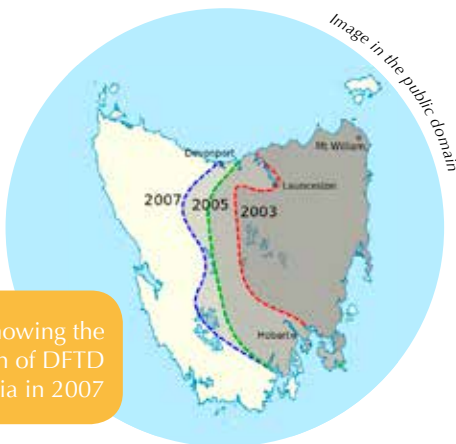 Image in the public domain
Mt William
Devonport
Launceston
2007
2005
2003
Hobart
howing the
n of DFTD
ia in 2007